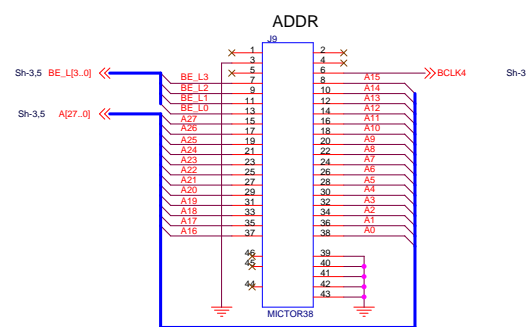 ADDR
J9
1 2
3 4
Sh-3,5 BE_L[3..0] 5 6 BCLK4 Sh-3
BE_L3 7 8 A15
BE_L2 9 10 A14
BE_L1 11 12 A13
Sh-3,5 A[27..0] BE_L0 13 14 A12
A27 15 16 A11
A26 17 18 A10
A25 19 20 A9
A24 21 22 A8
A23 23 24 A7
A22 25 26 A6
A21 27 28 A5
A20 29 30 A4
A19 31 32 A3
A18 33 34 A2
A17 35 36 A1
A16 37 38 A0
46 39
45 40
41
44 42
43
MICTOR38